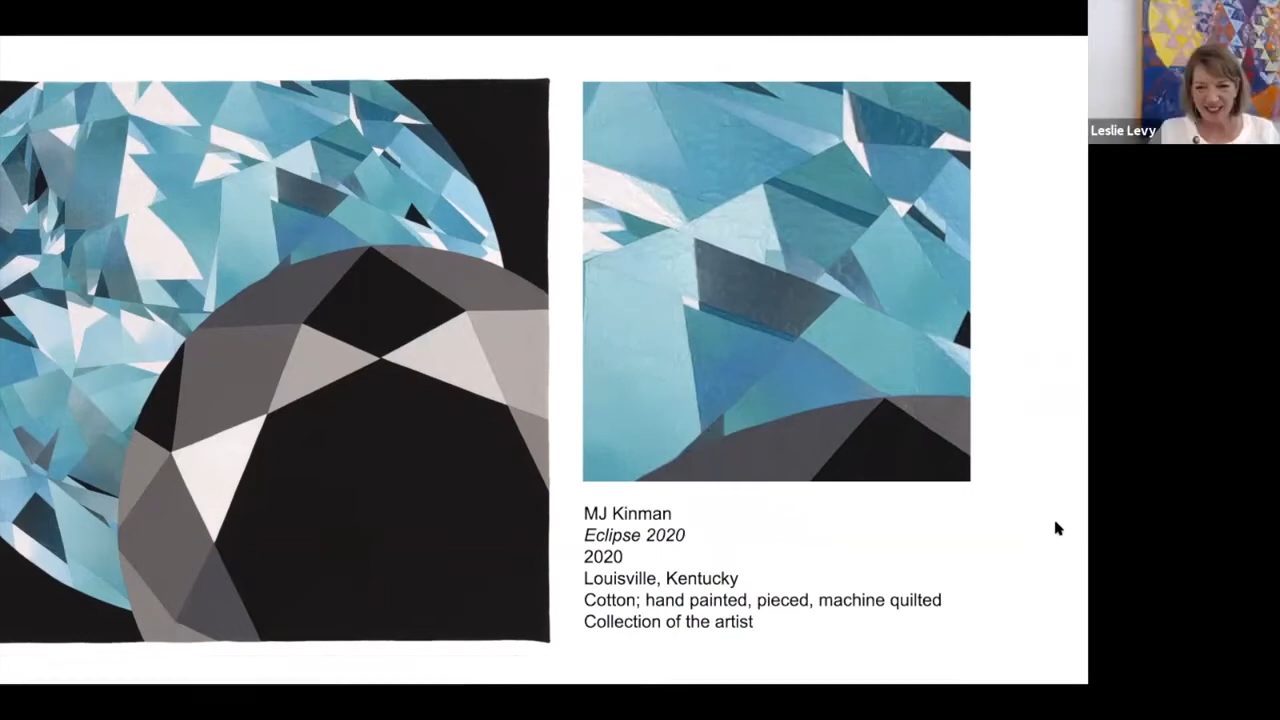 Leslie Levy
MJ Kinman
Eclipse 2020
2020
Louisville, Kentucky
Cotton; hand painted, pieced, machine quilted
Collection of the artist